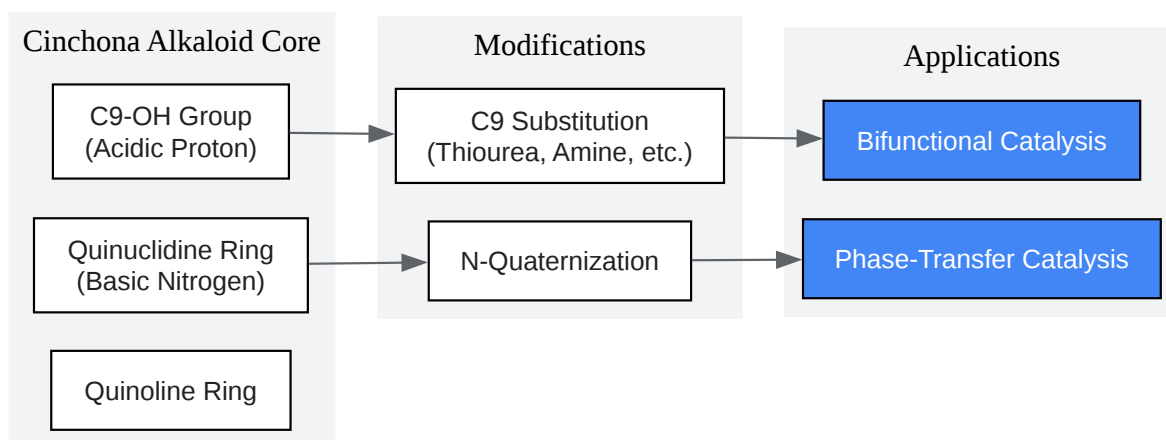 Cinchona Alkaloid Core
C9-OH Group
(Acidic Proton)
Quinuclidine Ring
(Basic Nitrogen)
Quinoline Ring
Modifications
C9 Substitution
(Thiourea, Amine, etc.)
N-Quaternization
Applications
Bifunctional Catalysis
Phase-Transfer Catalysis